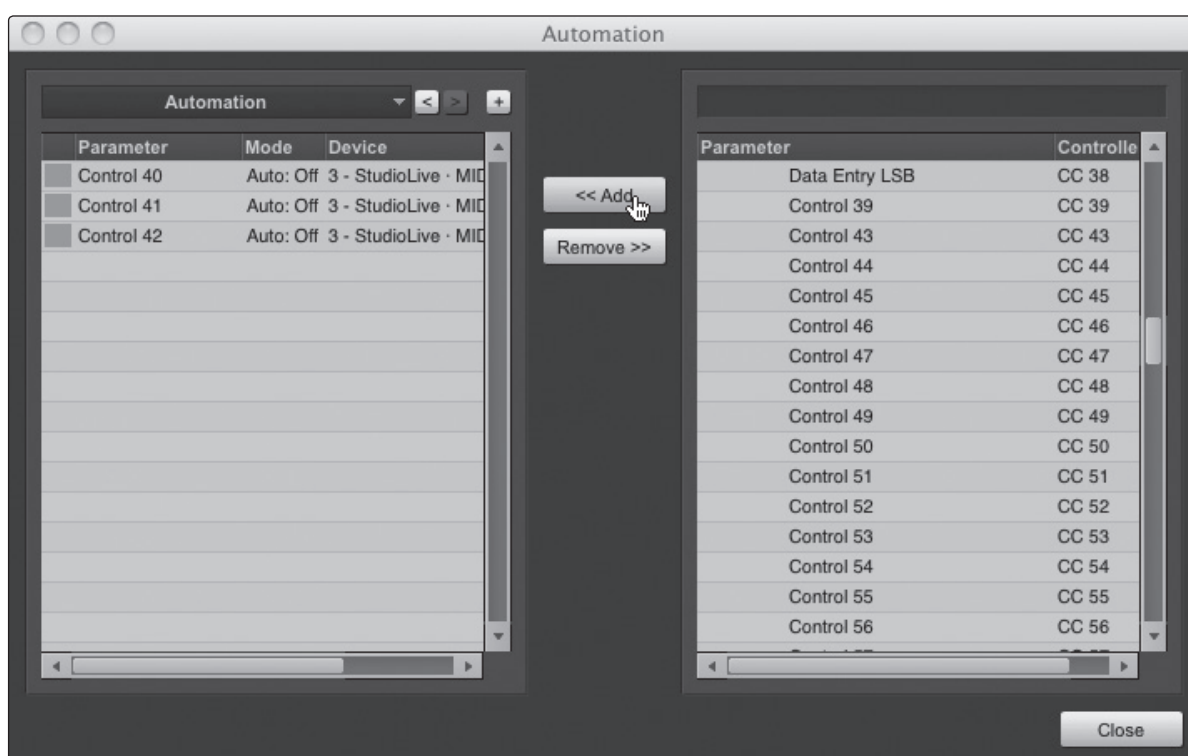 Automation
Automation < > +
Parameter Mode Device
Control 40 Auto: Off 3 - StudioLive · MID
Control 41 Auto: Off 3 - StudioLive · MID
Control 42 Auto: Off 3 - StudioLive · MID
<< Add
Remove >>
Parameter Controlle
Data Entry LSB CC 38
Control 39 CC 39
Control 43 CC 43
Control 44 CC 44
Control 45 CC 45
Control 46 CC 46
Control 47 CC 47
Control 48 CC 48
Control 49 CC 49
Control 50 CC 50
Control 51 CC 51
Control 52 CC 52
Control 53 CC 53
Control 54 CC 54
Control 55 CC 55
Control 56 CC 56
Close